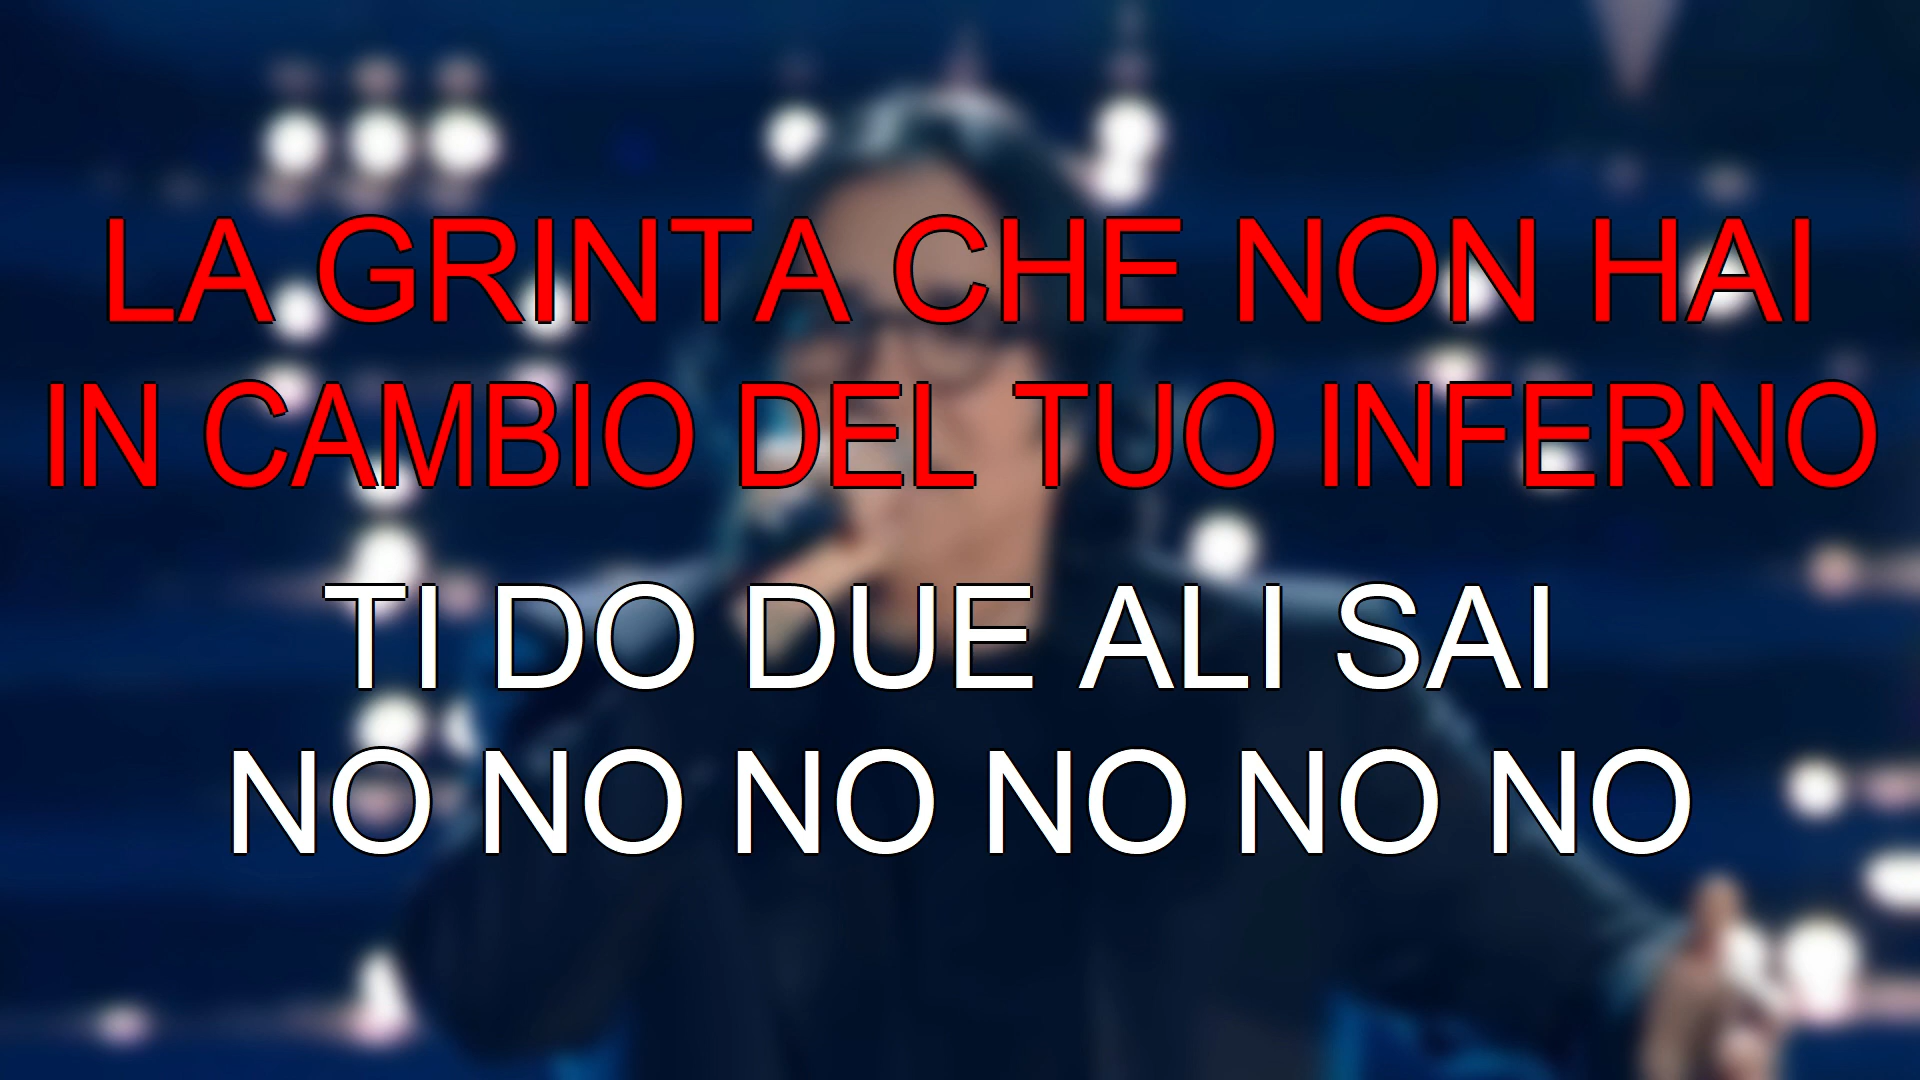 LA GRINTA CHE NON HAI
IN CAMBIO DEL TUO INFERNO
TI DO DUE ALI SAI
NO NO NO NO NO NO